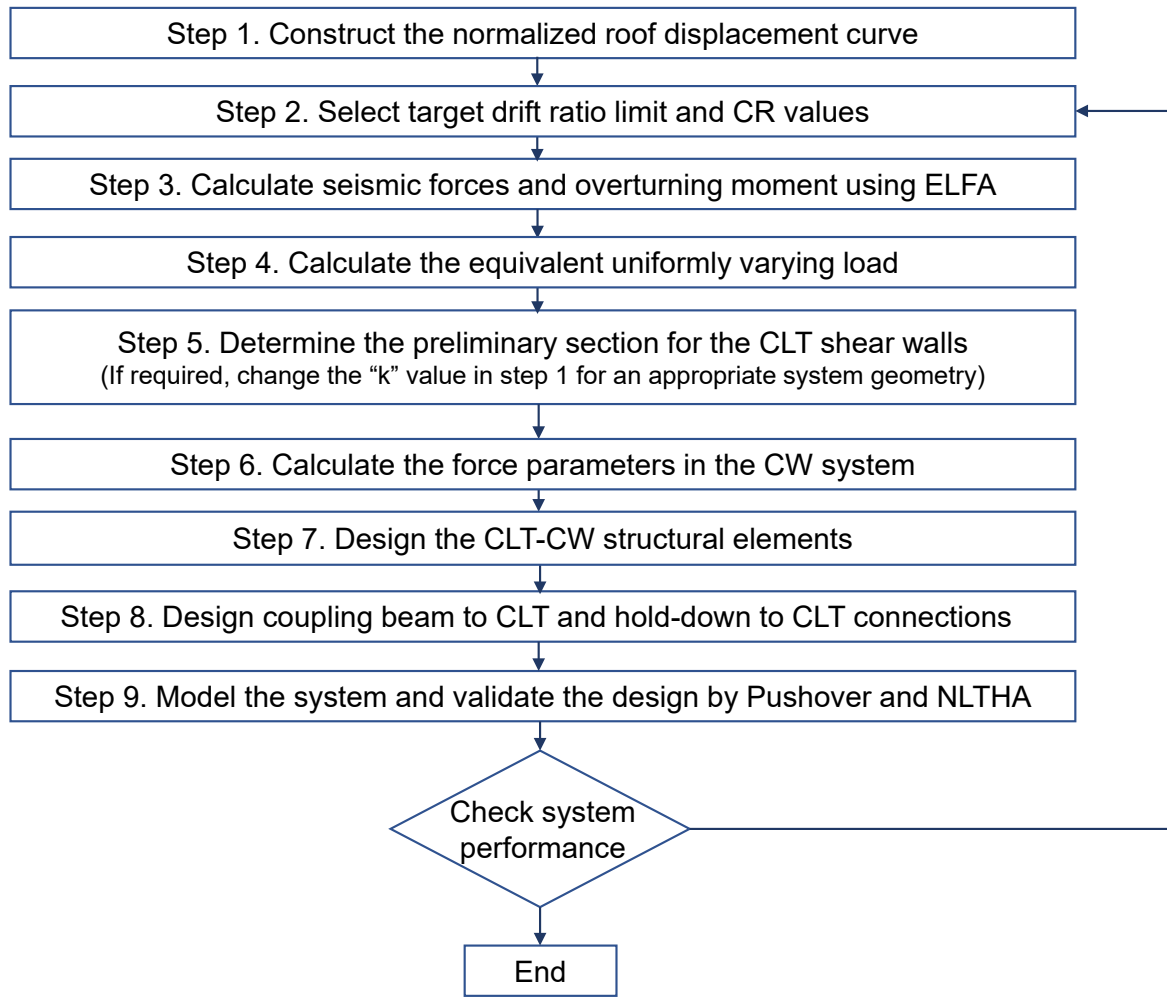 Step 1. Construct the normalized roof displacement curve
Step 2. Select target drift ratio limit and CR values
Step 3. Calculate seismic forces and overturning moment using ELFA
Step 4. Calculate the equivalent uniformly varying load
Step 5. Determine the preliminary section for the CLT shear walls
(If required, change the “k” value in step 1 for an appropriate system geometry)
Step 6. Calculate the force parameters in the CW system
Step 7. Design the CLT-CW structural elements
Step 8. Design coupling beam to CLT and hold-down to CLT connections
Step 9. Model the system and validate the design by Pushover and NLTHA
Check system
performance
End